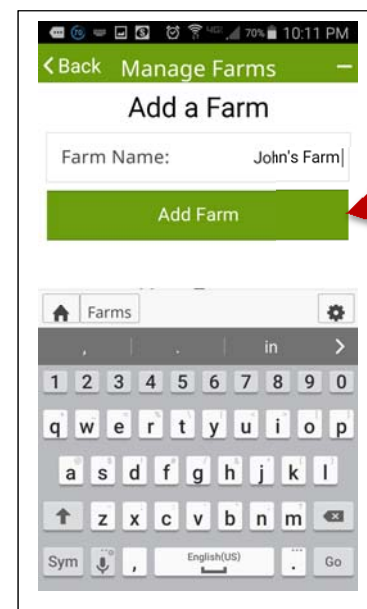 70% 10:11 PM
Back Manage Farms
Add a Farm
Farm Name: John's Farm
Add Farm
Farms
, . in
1 2 3 4 5 6 7 8 9 0
q w e r t y u i o p
a s d f g h j k l
z x c v b n m
Sym , English(US) . Go